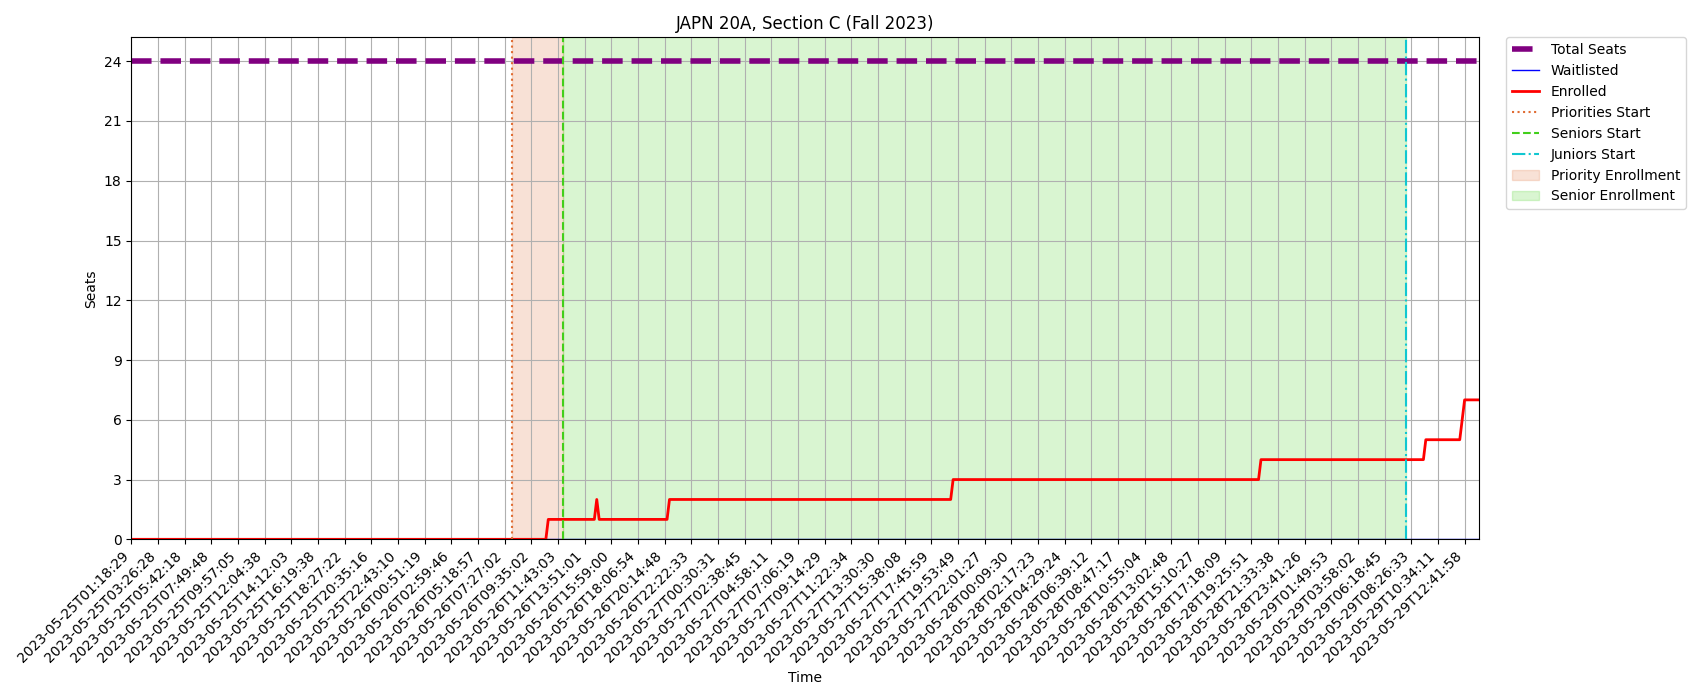 JAPN 20A, Section C (Fall 2023)
Total Seats
Waitlisted
Enrolled
Priorities Start
Seniors Start
Juniors Start
Priority Enrollment
Senior Enrollment
Seats
24
21
18
15
12
9
6
3
0
2023-05-25T01:18:29
2023-05-25T03:26:28
2023-05-25T05:42:18
2023-05-25T07:49:48
2023-05-25T09:57:05
2023-05-25T12:04:38
2023-05-25T14:12:03
2023-05-25T16:19:38
2023-05-25T18:27:22
2023-05-25T20:35:16
2023-05-25T22:43:10
2023-05-26T00:51:19
2023-05-26T02:59:46
2023-05-26T05:18:57
2023-05-26T07:27:02
2023-05-26T09:35:02
2023-05-26T11:43:03
2023-05-26T13:51:01
2023-05-26T15:59:00
2023-05-26T18:06:54
2023-05-26T20:14:48
2023-05-26T22:22:33
2023-05-27T00:30:31
2023-05-27T02:38:45
2023-05-27T04:58:11
2023-05-27T07:06:19
2023-05-27T09:14:29
2023-05-27T11:22:34
2023-05-27T13:30:30
2023-05-27T15:38:08
2023-05-27T17:45:59
2023-05-27T19:53:49
2023-05-27T22:01:27
2023-05-28T00:09:30
2023-05-28T02:17:23
2023-05-28T04:29:24
2023-05-28T06:39:12
2023-05-28T08:47:17
2023-05-28T10:55:04
2023-05-28T13:02:48
2023-05-28T15:10:27
2023-05-28T17:18:09
2023-05-28T19:25:51
2023-05-28T21:33:38
2023-05-28T23:41:26
2023-05-29T01:49:53
2023-05-29T03:58:02
2023-05-29T06:18:45
2023-05-29T08:26:33
2023-05-29T10:34:11
2023-05-29T12:41:58
Time